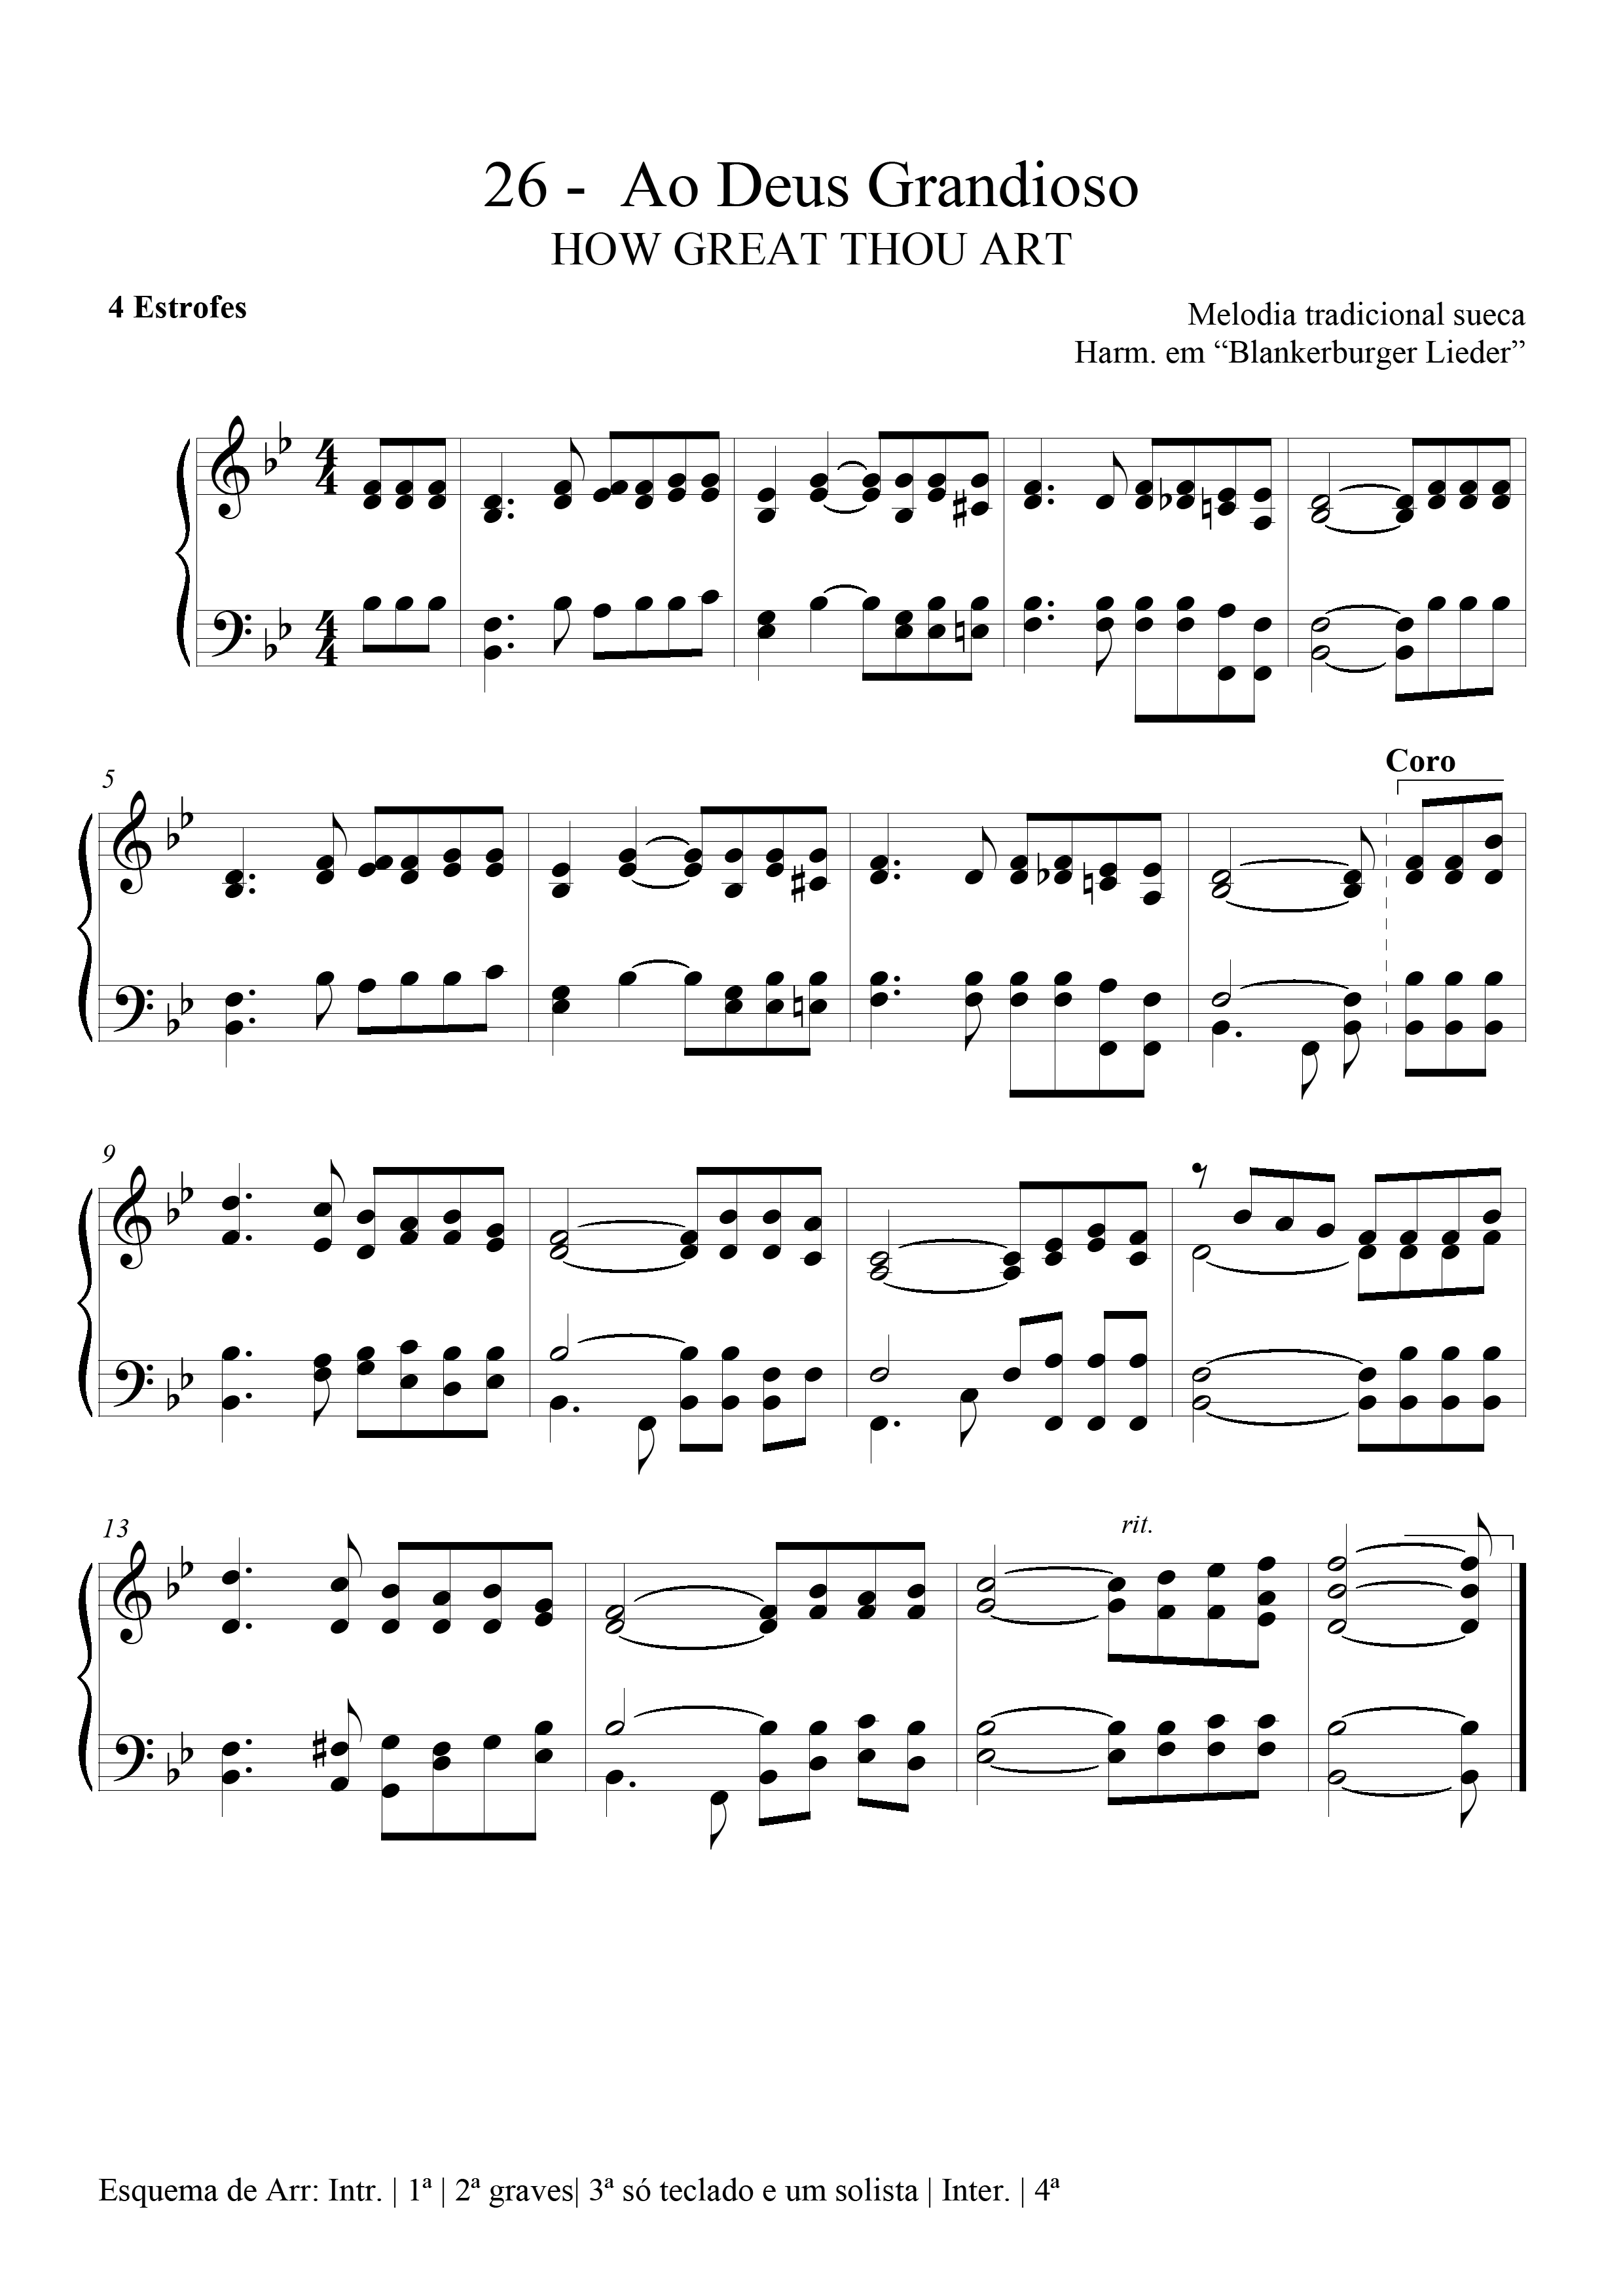 26 - Ao Deus Grandioso
HOW GREAT THOU ART
4 Estrofes
Melodia tradicional sueca
Harm. em “Blankerburger Lieder”
4
4
4
4
5
Coro
9
13
rit.
Esquema de Arr: Intr. | 1ª | 2ª graves| 3ª só teclado e um solista | Inter. | 4ª